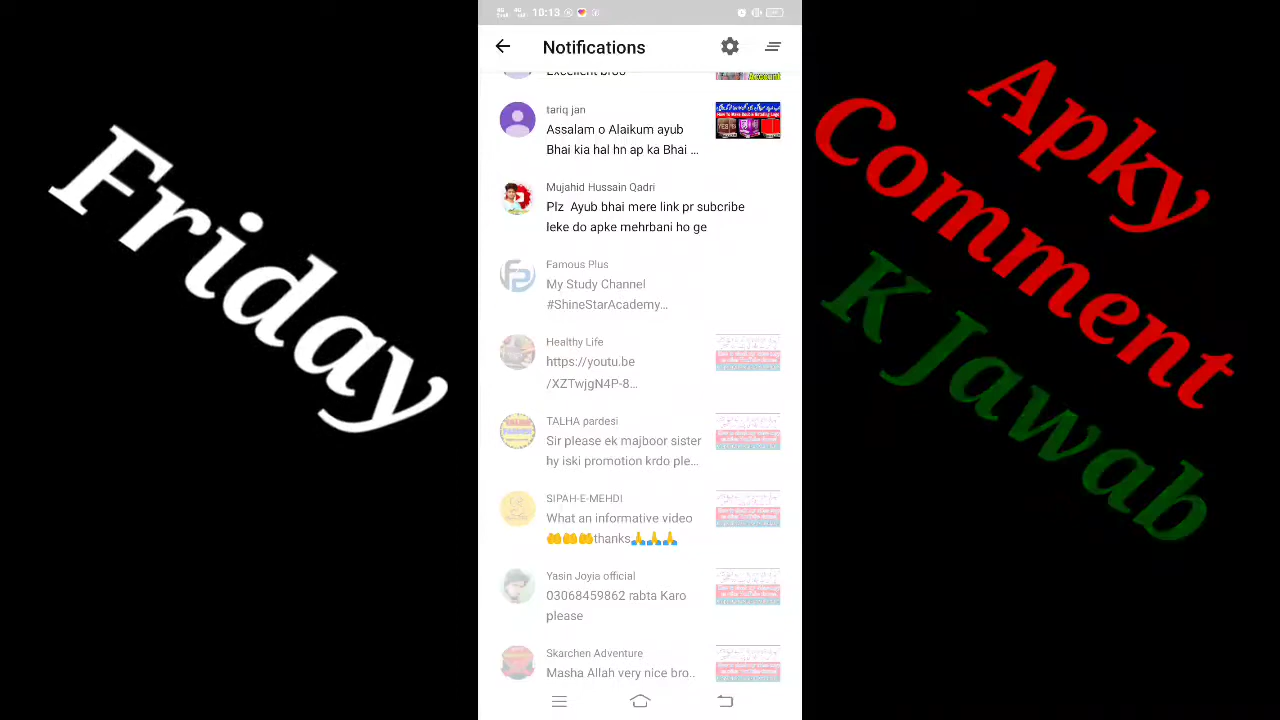 Friday
10:13
Notifications
Excellent broo
Account
tariq jan
Assalam o Alaikum ayub
Bhai kia hal hn ap ka Bhai ...
Mujahid Hussain Qadri
Plz Ayub bhai mere link pr subcribe
leke do apke mehrbani ho ge
Famous Plus
My Study Channel
#ShineStarAcademy...
Healthy Life
https://youtu.be
/XZTwjgN4P-8...
TALHA pardesi
Sir please ek majboor sister
hy iski promotion krdo ple...
SIPAH-E-MEHDI
What an informative video
🤲🤲🤲thanks🙏🙏🙏
Yasin Joyia official
03068459862 rabta Karo
please
Skarchen Adventure
Masha Allah very nice bro..
Apky
Comment
K Jawab